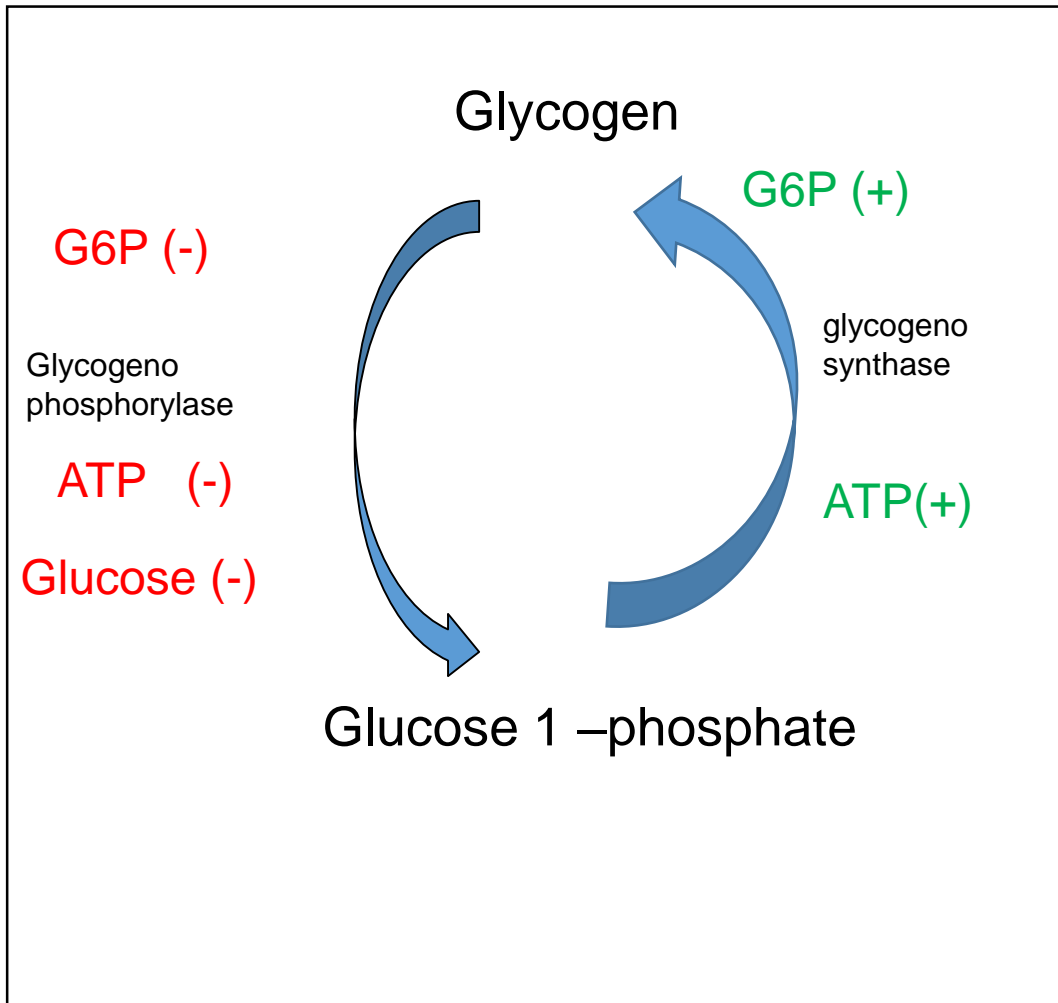 Glycogen
G6P (+)
G6P (-)
glycogeno
synthase
Glycogeno
phosphorylase
ATP (-)
ATP(+)
Glucose (-)
Glucose 1 –phosphate